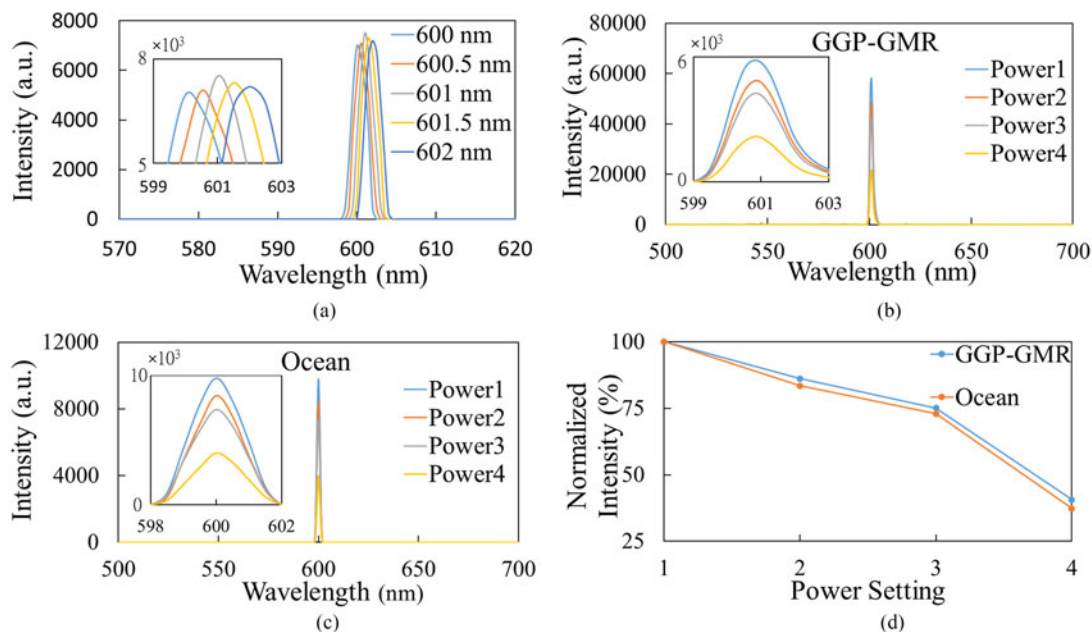 8000
6000
4000
2000
0
Intensity (a.u.)
×10³
8
5
599
601
603
600 nm
600.5 nm
601 nm
601.5 nm
602 nm
570 580 590 600 610 620
Wavelength (nm)
(a)
80000
60000
40000
20000
0
Intensity (a.u.)
GGP-GMR
×10³
6
0
599
601
603
Power1
Power2
Power3
Power4
500 550 600 650 700
Wavelength (nm)
(b)
12000
8000
4000
0
Intensity (a.u.)
Ocean
×10³
10
0
598
600
602
Power1
Power2
Power3
Power4
500 550 600 650 700
Wavelength (nm)
(c)
100
75
50
25
Normalized
Intensity (%)
GGP-GMR
Ocean
1 2 3 4
Power Setting
(d)